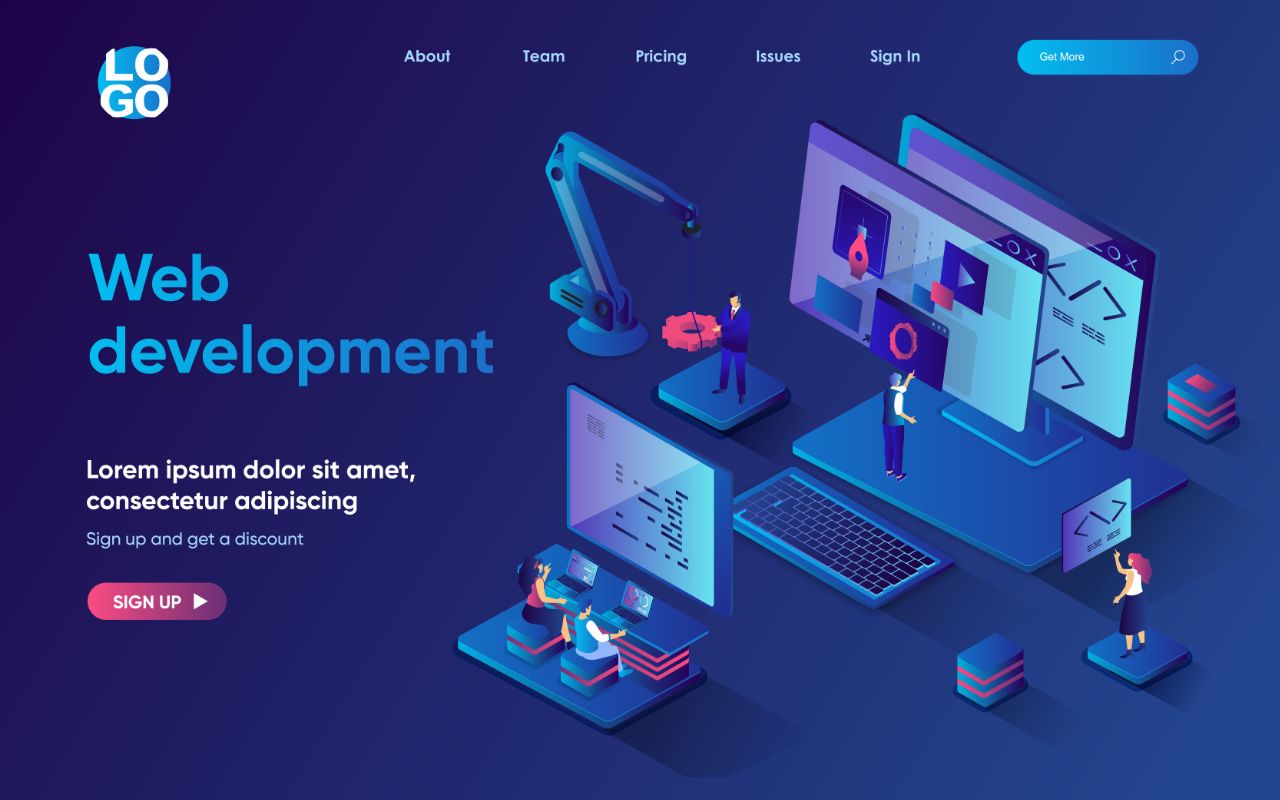 LO
GO
About
Team
Pricing
Issues
Sign In
Get More
Web
development
Lorem ipsum dolor sit amet,
consectetur adipiscing
Sign up and get a discount
SIGN UP